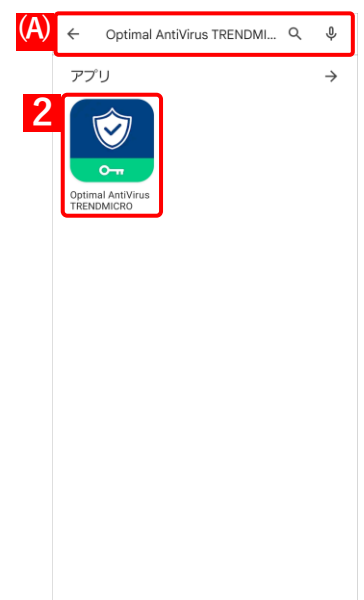 (A)
Optimal AntiVirus TRENDMI...
アプリ
2
Optimal AntiVirus
TRENDMICRO